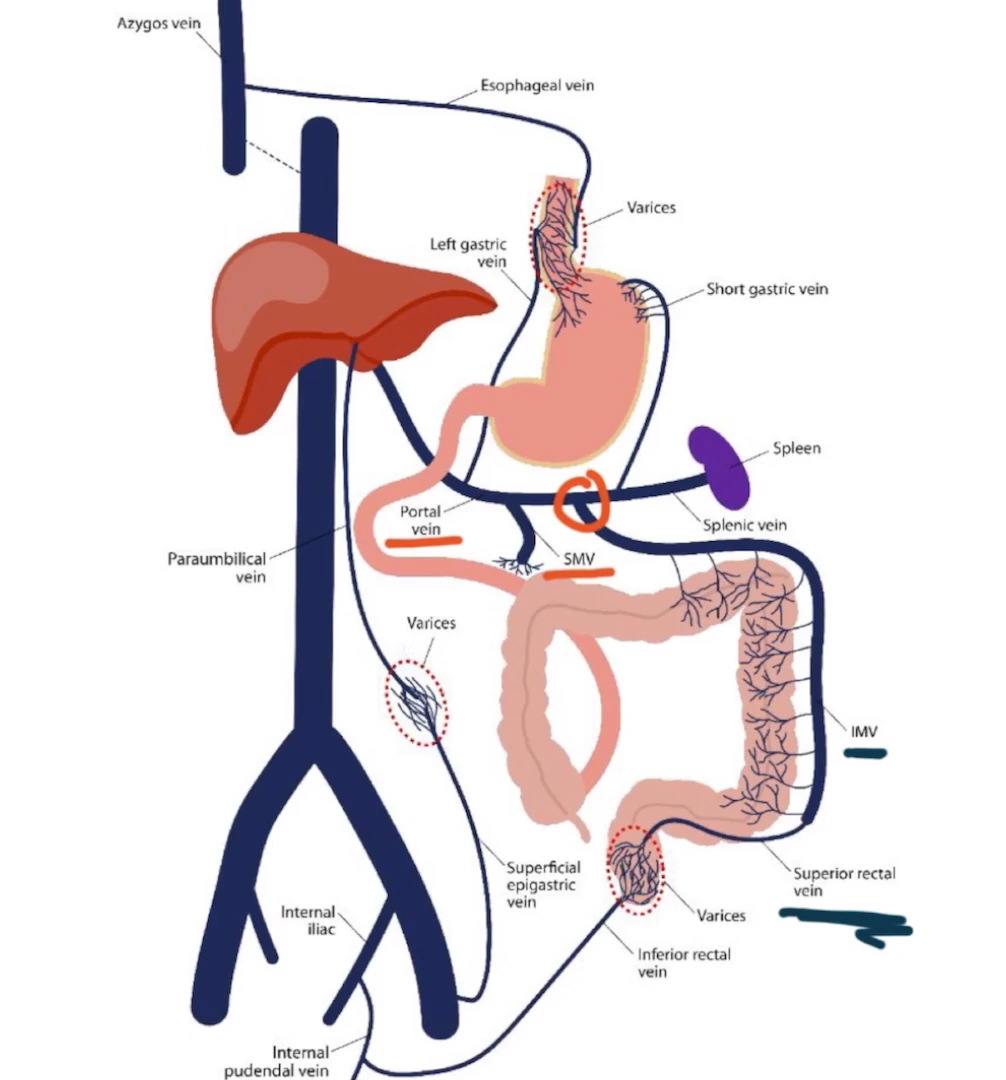 Azygos vein
Esophageal vein
Varices
Left gastric
vein
Short gastric vein
Spleen
Portal
vein
Splenic vein
SMV
Paraumbilical
vein
Varices
IMV
Superficial
epigastric
vein
Superior rectal
vein
Internal
iliac
Varices
Inferior rectal
vein
Internal
pudendal vein